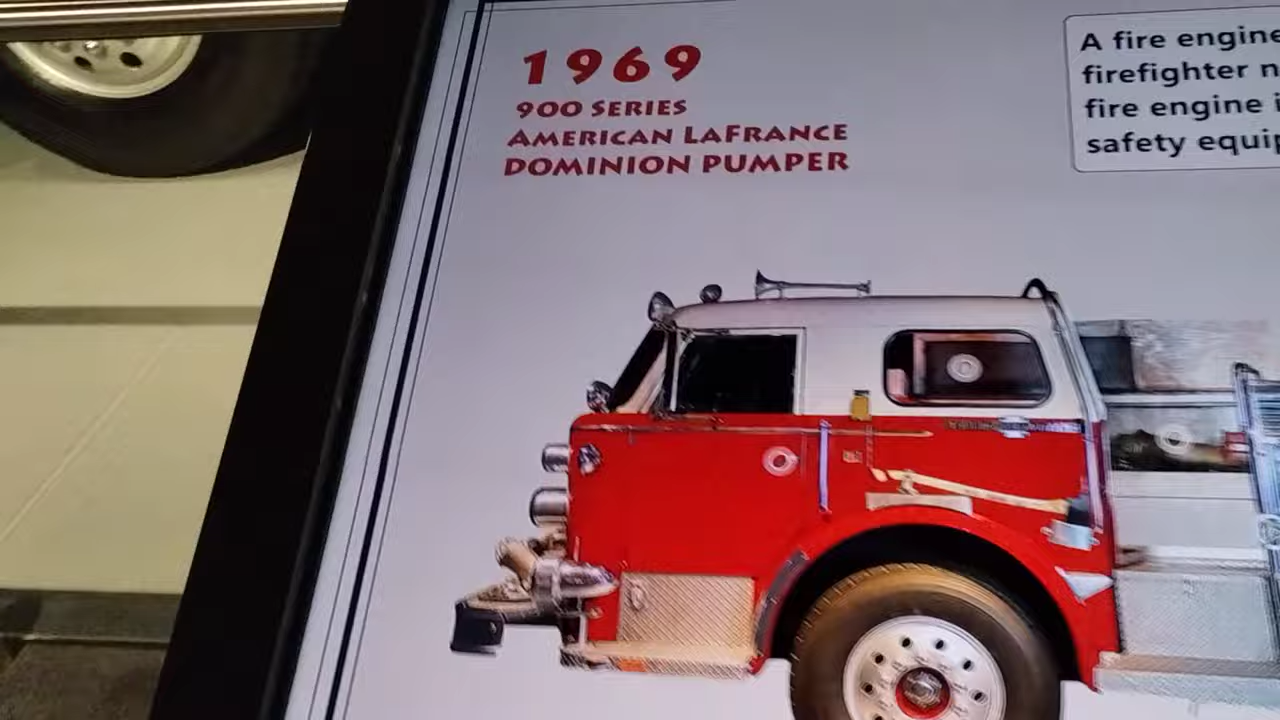 1969
900 SERIES
AMERICAN LAFRANCE
DOMINION PUMPER
A fire engine
firefighter n
fire engine i
safety equip